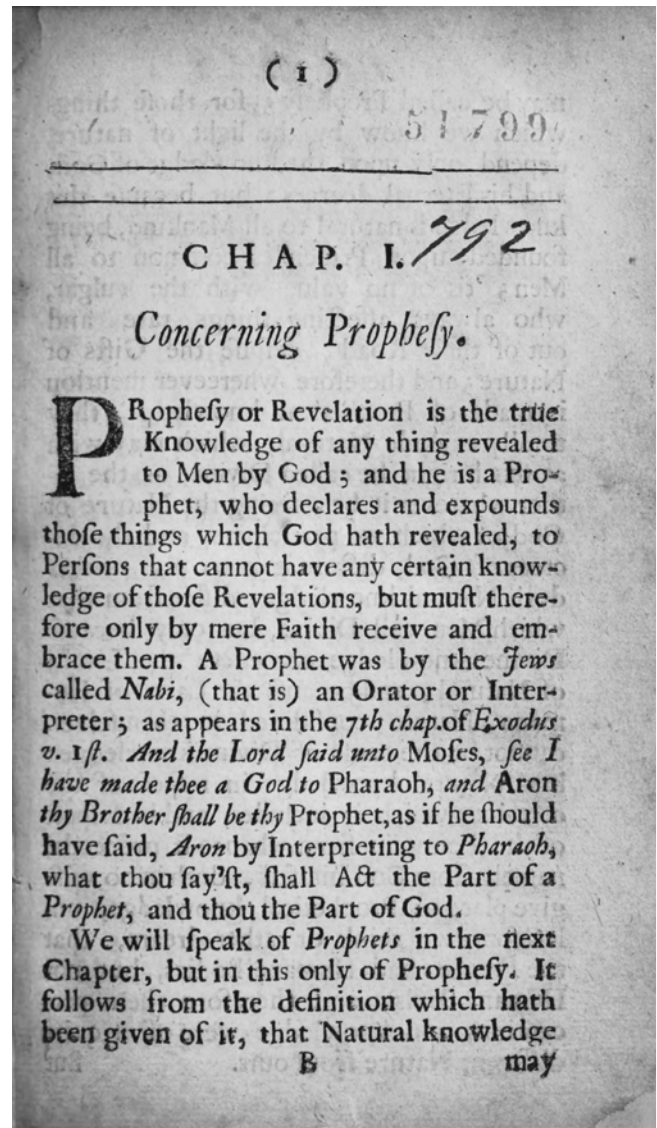 ( 1 )
51799
CHAP. I. 792
Concerning Propheſy.
PRopheſy or Revelation is the true
Knowledge of any thing revealed
to Men by God; and he is a Pro-
phet, who declares and expounds
thoſe things which God hath revealed, to
Perſons that cannot have any certain know-
ledge of thoſe Revelations, but muſt there-
fore only by mere Faith receive and em-
brace them. A Prophet was by the Jews
called Nabi, (that is) an Orator or Inter-
preter; as appears in the 7th chap. of Exodus
v. 1ſt. And the Lord ſaid unto Moſes, ſee I
have made thee a God to Pharaoh, and Aron
thy Brother ſhall be thy Prophet, as if he ſhould
have ſaid, Aron by Interpreting to Pharaoh,
what thou ſay'ſt, ſhall Act the Part of a
Prophet, and thou the Part of God.
We will ſpeak of Prophets in the next
Chapter, but in this only of Propheſy. It
follows from the definition which hath
been given of it, that Natural knowledge
B may